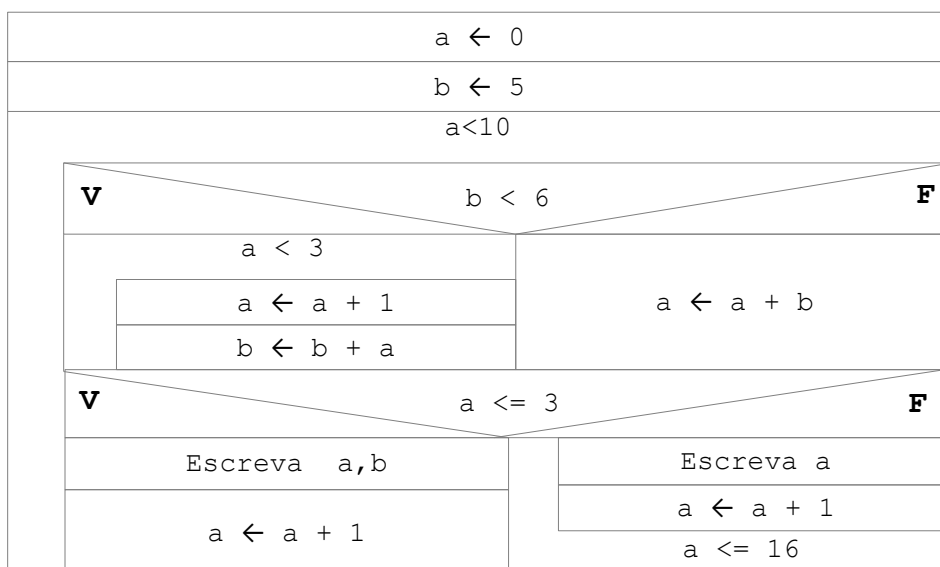 a ← 0
b ← 5
a<10
V b < 6 F
a < 3
a ← a + 1
b ← b + a
a ← a + b
V a <= 3 F
Escreva a,b
a ← a + 1
Escreva a
a ← a + 1
a <= 16